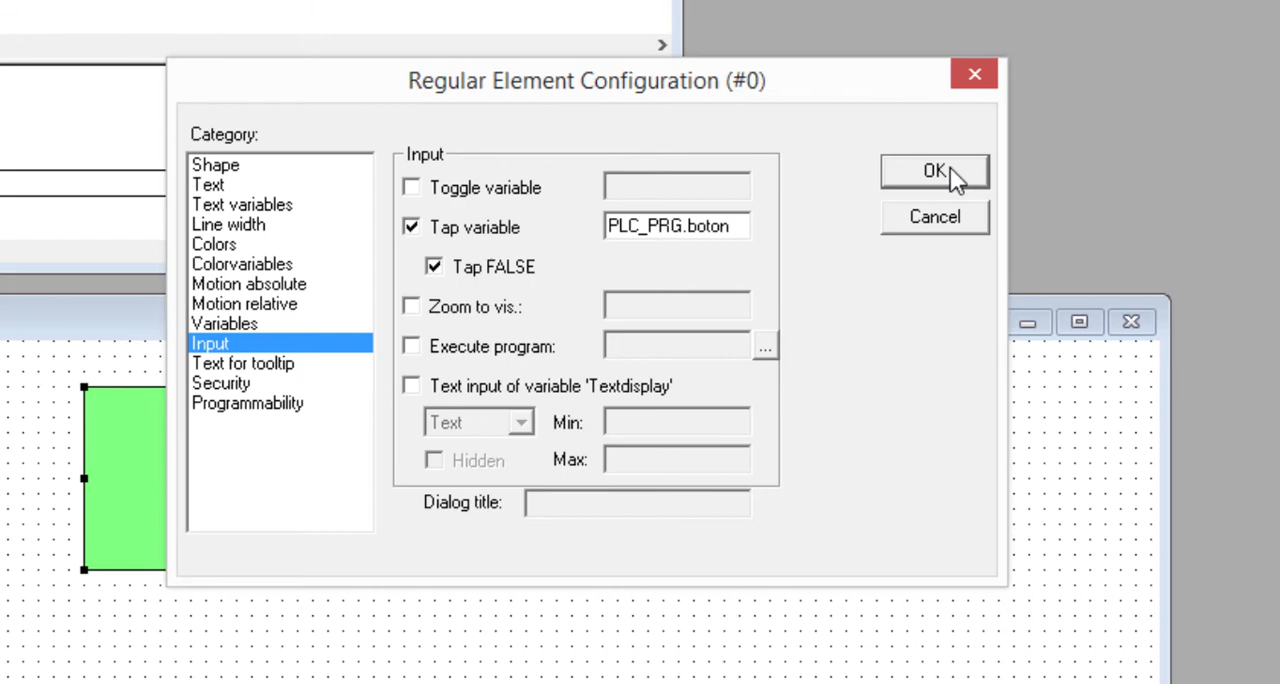 Regular Element Configuration (#0)
Category:
Shape
Text
Text variables
Line width
Colors
Colorvariables
Motion absolute
Motion relative
Variables
Input
Text for tooltip
Security
Programmability
Input
Toggle variable
Tap variable PLC_PRG.boton
Tap FALSE
Zoom to vis.:
Execute program: ...
Text input of variable 'Textdisplay'
Text Min:
Hidden Max:
Dialog title:
OK
Cancel